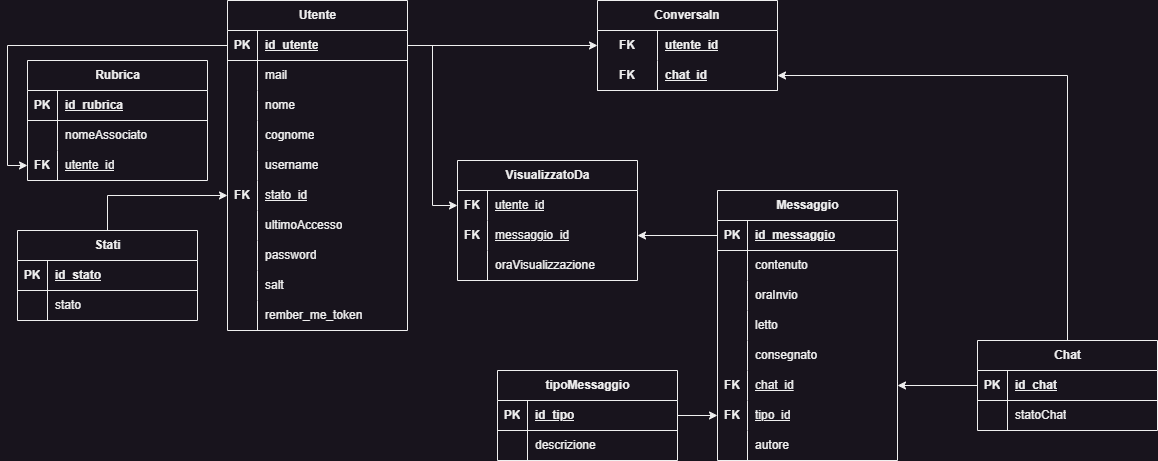 Utente
PK id_utente
mail
nome
cognome
username
FK stato_id
ultimoAccesso
password
salt
rember_me_token
Rubrica
PK id_rubrica
nomeAssociato
FK utente_id
Stati
PK id_stato
stato
ConversaIn
FK utente_id
FK chat_id
VisualizzatoDa
FK utente_id
FK messaggio_id
oraVisualizzazione
Messaggio
PK id_messaggio
contenuto
oraInvio
letto
consegnato
FK chat_id
FK tipo_id
autore
tipoMessaggio
PK id_tipo
descrizione
Chat
PK id_chat
statoChat